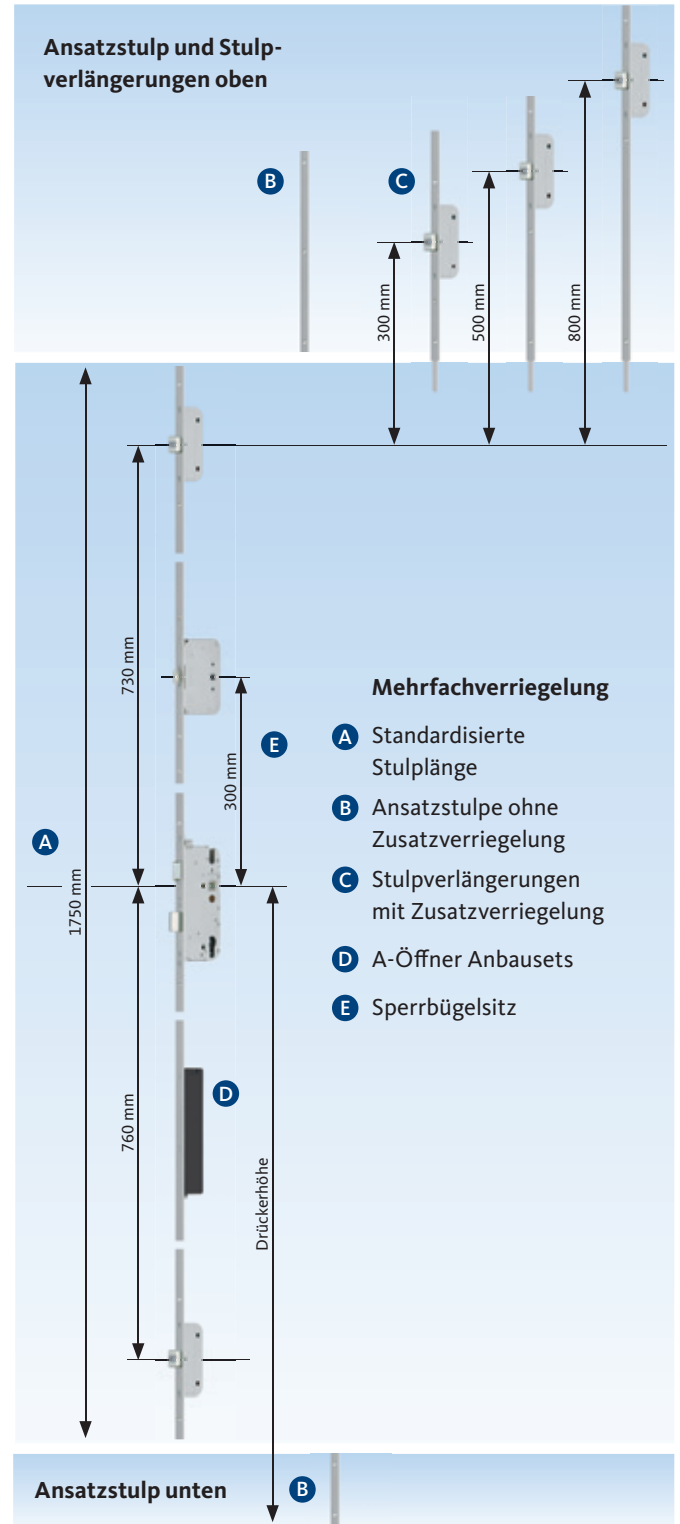 Ansatzstulp und Stulp-
verlängerungen oben
B
C
300 mm
500 mm
800 mm
730 mm
E
300 mm
A
1750 mm
Mehrfachverriegelung
A Standardisierte
Stulplänge
B Ansatzstulpe ohne
Zusatzverriegelung
C Stulpverlängerungen
mit Zusatzverriegelung
D A-Öffner Anbausets
E Sperrbügelsitz
D
760 mm
Drückerhöhe
Ansatzstulp unten
B